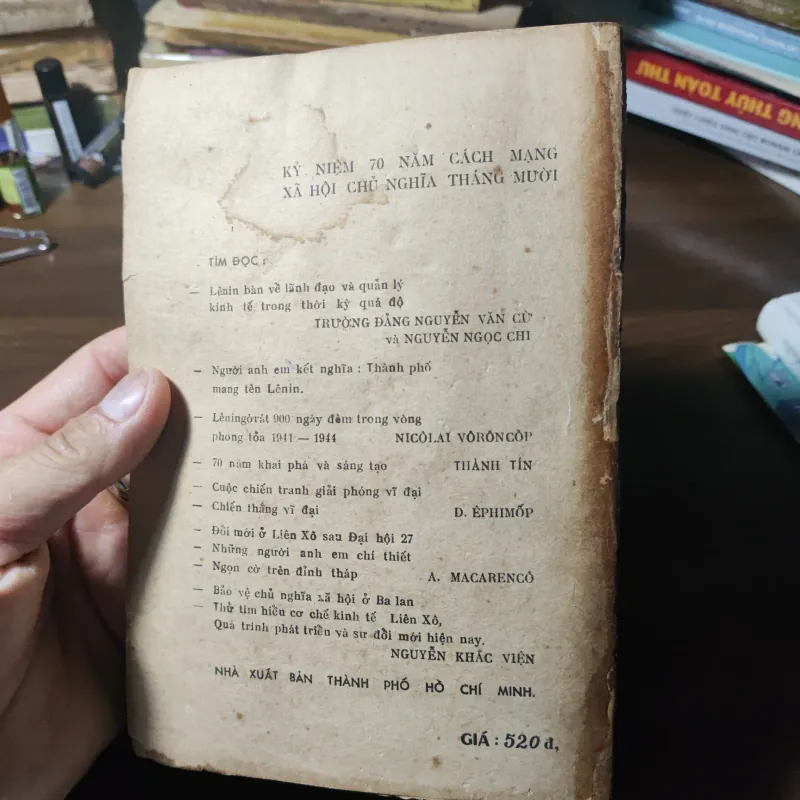 KỶ NIỆM 70 NĂM CÁCH MẠNG
XÃ HỘI CHỦ NGHĨA THÁNG MƯỜI
TÌM ĐỌC :
— Lênin bàn về lãnh đạo và quản lý
kinh tế trong thời kỳ quá độ
TRƯỜNG ĐẢNG NGUYỄN VĂN CỪ
và NGUYỄN NGỌC CHI
— Người anh em kết nghĩa : Thành phố
mang tên Lênin.
— Lêningơrát 900 ngày đêm trong vòng
phong tỏa 1941 — 1944 NICÔLAI VÔRÔNCỐP
— 70 năm khai phá và sáng tạo THÀNH TÍN
— Cuộc chiến tranh giải phóng vĩ đại
— Chiến thắng vĩ đại D. ÊPHIMỐP
— Đổi mới ở Liên Xô sau Đại hội 27
— Những người anh em chí thiết
— Ngọn cờ trên đỉnh tháp A. MACARENCÔ
— Bảo vệ chủ nghĩa xã hội ở Ba lan
— Thử tìm hiểu cơ chế kinh tế Liên Xô,
Quá trình phát triển và sự đổi mới hiện nay.
NGUYỄN KHẮC VIỆN
NHÀ XUẤT BẢN THÀNH PHỐ HỒ CHÍ MINH.
GIÁ : 520 đ,
THỦY TOÀN THƯ